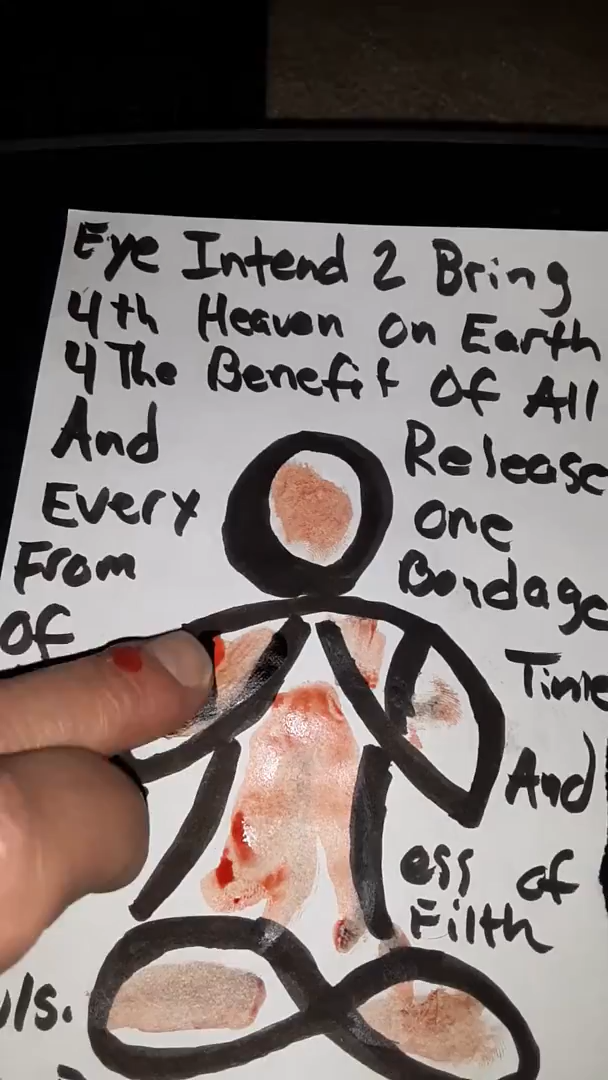 Eye Intend 2 Bring
4th Heaven on Earth
4 The Benefit Of All
And Release
Every one
From Bondage
Of Time
And
ess of
Filth
uls.